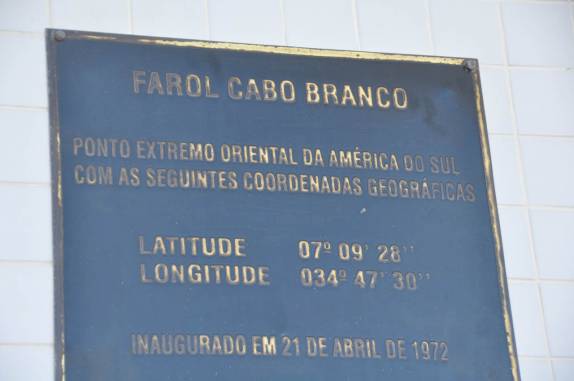 FAROL CABO BRANCO
PONTO EXTREMO ORIENTAL DA AMÉRICA DO SUL
COM AS SEGUINTES COORDENADAS GEOGRÁFICAS
LATITUDE 07º 09' 28''
LONGITUDE 034º 47' 30''
INAUGURADO EM 21 DE ABRIL DE 1972